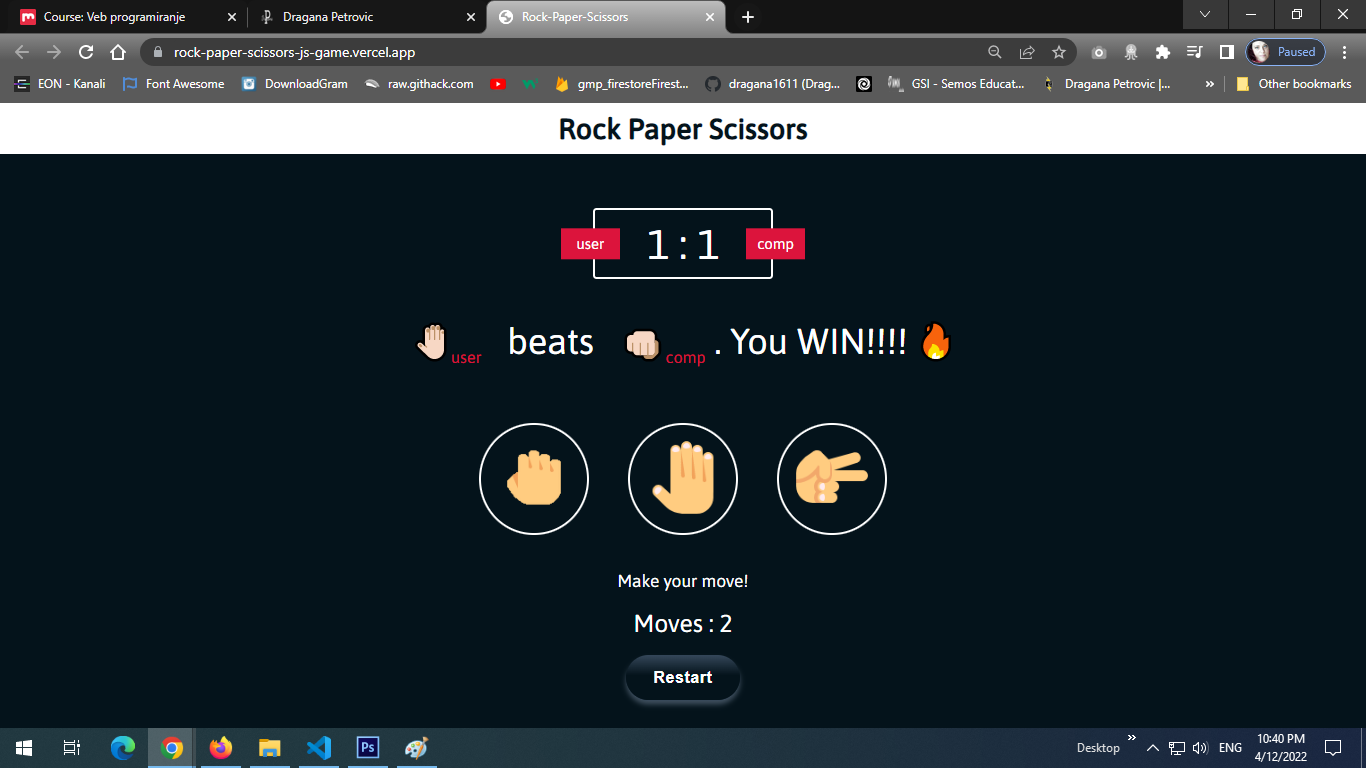 Course: Veb programiranje
Dragana Petrovic
Rock-Paper-Scissors
rock-paper-scissors-js-game.vercel.app
Paused
EON - Kanali
Font Awesome
DownloadGram
raw.githack.com
gmp_firestoreFirest...
dragana1611 (Drag...
GSI - Semos Educat...
Dragana Petrovic |...
»
Other bookmarks
Rock Paper Scissors
user 1:1 comp
user beats comp . You WIN!!!!
Make your move!
Moves : 2
Restart
Ps
Desktop
»
ENG
10:40 PM
4/12/2022